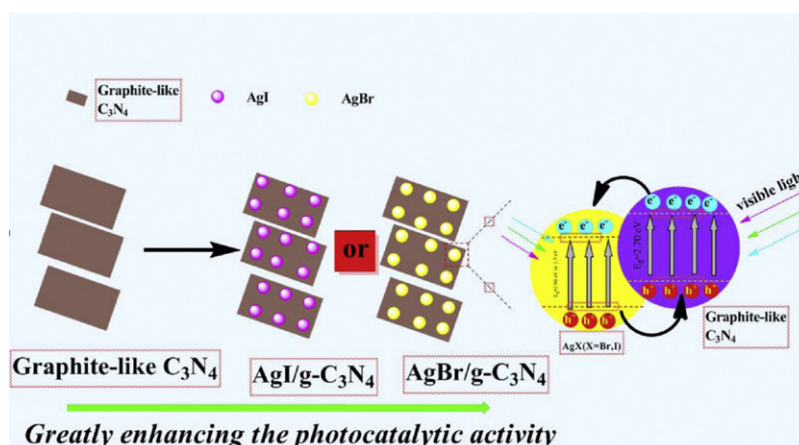 Graphite-like
C₃N₄
AgI
AgBr
or
e⁻ e⁻ e⁻
e⁻ e⁻ e⁻ e⁻
visible light
Eg=2.70 eV
h⁺ h⁺ h⁺ h⁺
h⁺ h⁺ h⁺
AgX(X=Br,I)
Graphite-like
C₃N₄
Graphite-like C₃N₄
AgI/g-C₃N₄
AgBr/g-C₃N₄
Greatly enhancing the photocatalytic activity